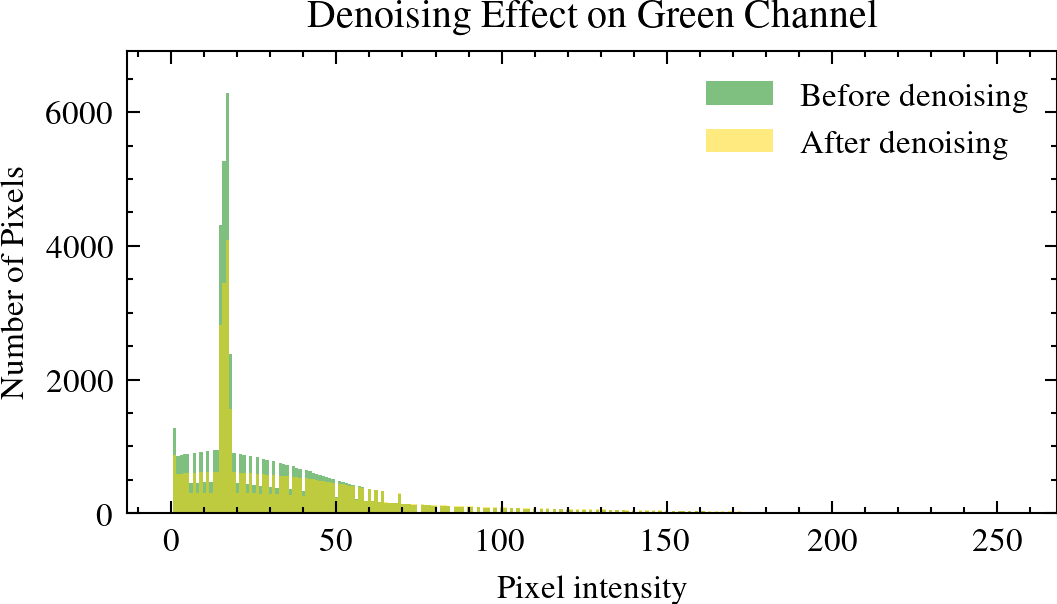 Denoising Effect on Green Channel
Number of Pixels
6000
4000
2000
0
Before denoising
After denoising
0 50 100 150 200 250
Pixel intensity